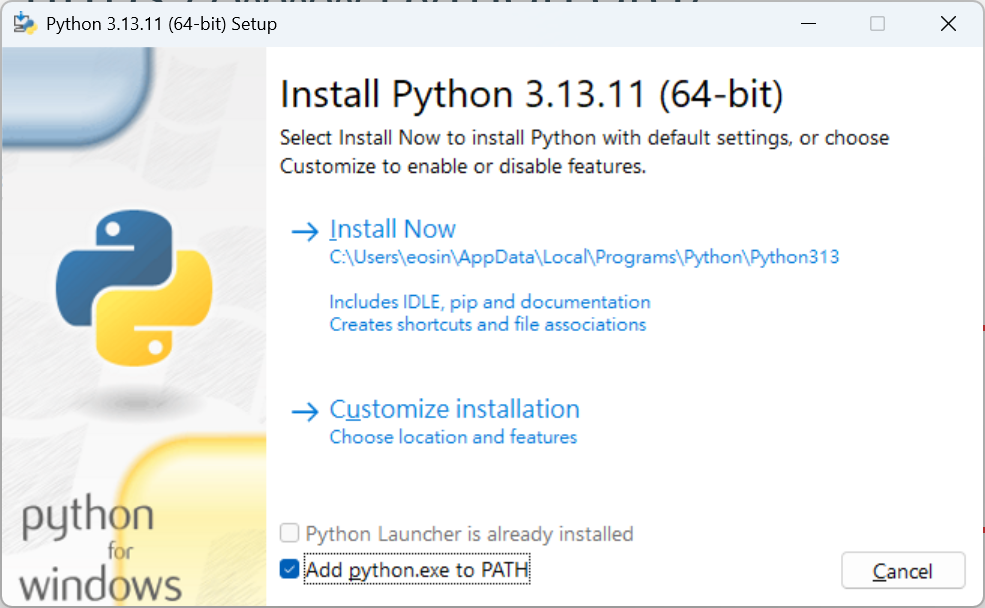 Python 3.13.11 (64-bit) Setup
Install Python 3.13.11 (64-bit)
Select Install Now to install Python with default settings, or choose
Customize to enable or disable features.
Install Now
C:\Users\eosin\AppData\Local\Programs\Python\Python313
Includes IDLE, pip and documentation
Creates shortcuts and file associations
Customize installation
Choose location and features
python
for
windows
Python Launcher is already installed
Add python.exe to PATH
Cancel